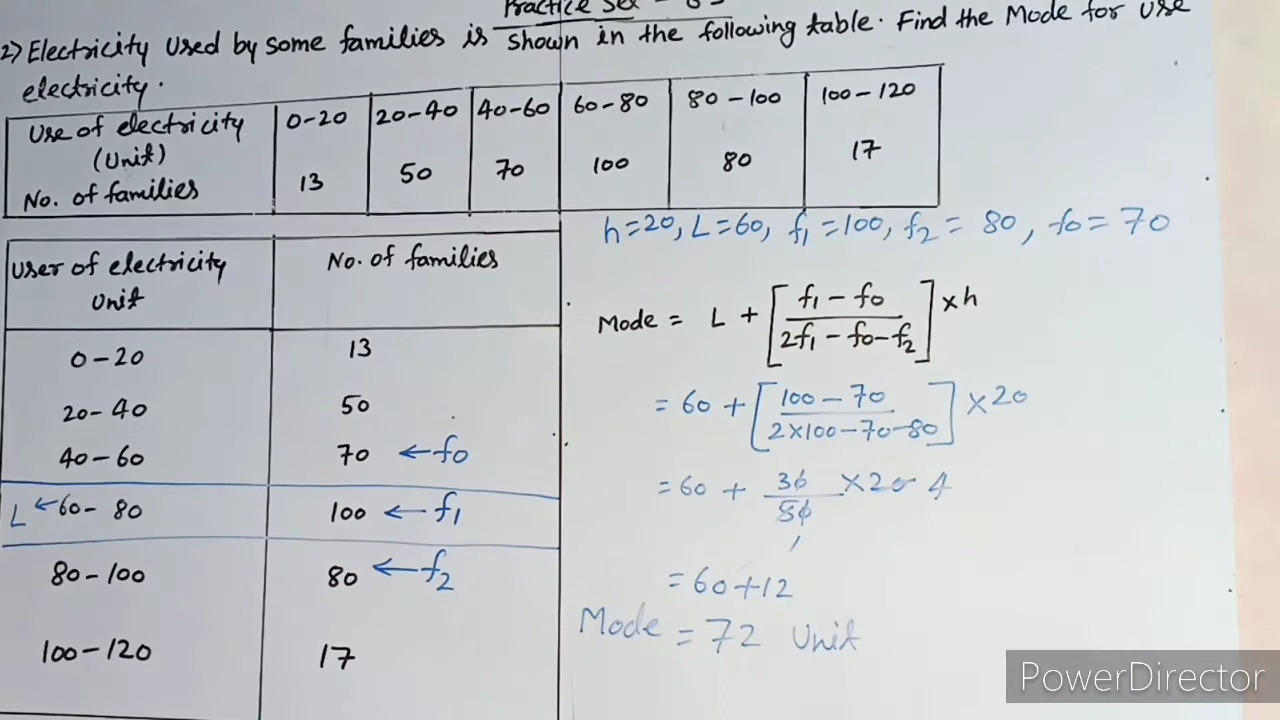 Practice Set
2) Electricity Used by some families is shown in the following table. Find the Mode for use
electricity.
Use of electricity (Unit) 0-20 20-40 40-60 60-80 80-100 100-120
No. of families 13 50 70 100 80 17
h=20, L=60, f1=100, f2= 80, f0= 70
User of electricity Unit No. of families
0-20 13
20-40 50
40-60 70 ←f0
L ←60-80 100 ←f1
80-100 80 ←f2
100-120 17
Mode = L + [f1-f0 / 2f1-f0-f2] ×h
= 60 + [100-70 / 2×100-70-80] ×20
= 60 + 30/50 ×20 4
1
= 60+12
Mode = 72 Unit
PowerDirector